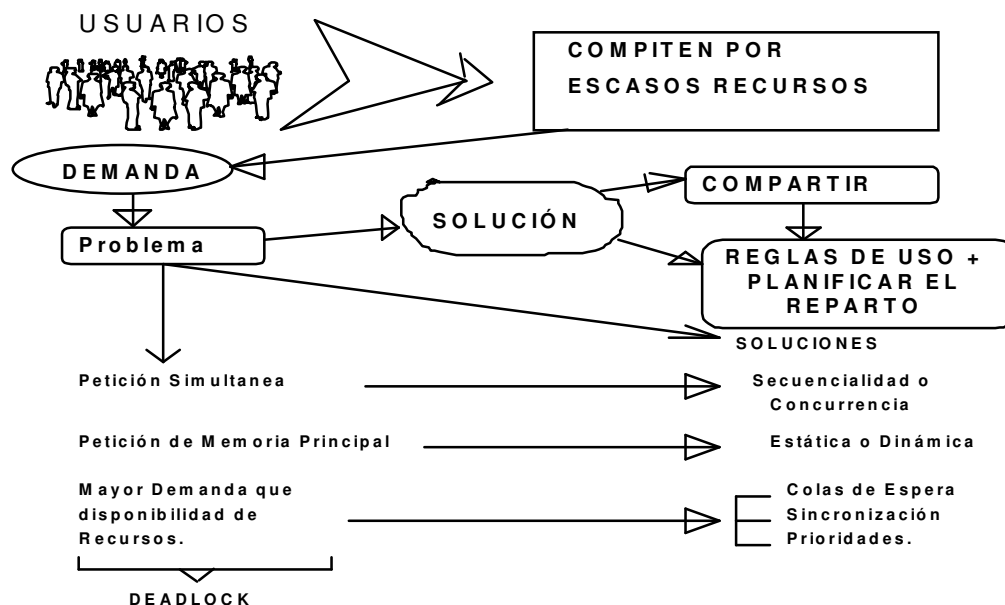 USUARIOS
COMPITEN POR
ESCASOS RECURSOS
DEMANDA
COMPARTIR
SOLUCIÓN
Problema
REGLAS DE USO +
PLANIFICAR EL
REPARTO
SOLUCIONES
Petición Simultanea
Secuencialidad o
Concurrencia
Petición de Memoria Principal
Estática o Dinámica
Mayor Demanda que
disponibilidad de
Recursos.
Colas de Espera
Sincronización
Prioridades.
DEADLOCK